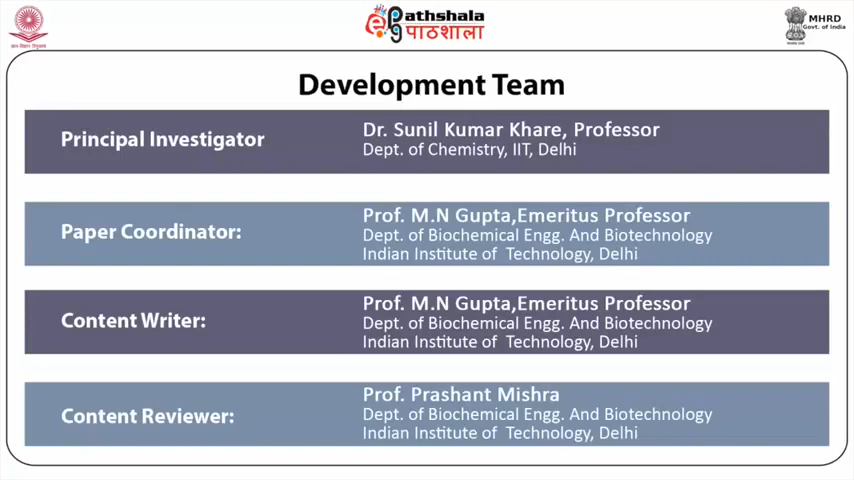 ePathshala
पाठशाला
MHRD
Govt. of India
Development Team
Principal Investigator
Dr. Sunil Kumar Khare, Professor
Dept. of Chemistry, IIT, Delhi
Paper Coordinator:
Prof. M.N Gupta,Emeritus Professor
Dept. of Biochemical Engg. And Biotechnology
Indian Institute of Technology, Delhi
Content Writer:
Prof. M.N Gupta,Emeritus Professor
Dept. of Biochemical Engg. And Biotechnology
Indian Institute of Technology, Delhi
Content Reviewer:
Prof. Prashant Mishra
Dept. of Biochemical Engg. And Biotechnology
Indian Institute of Technology, Delhi